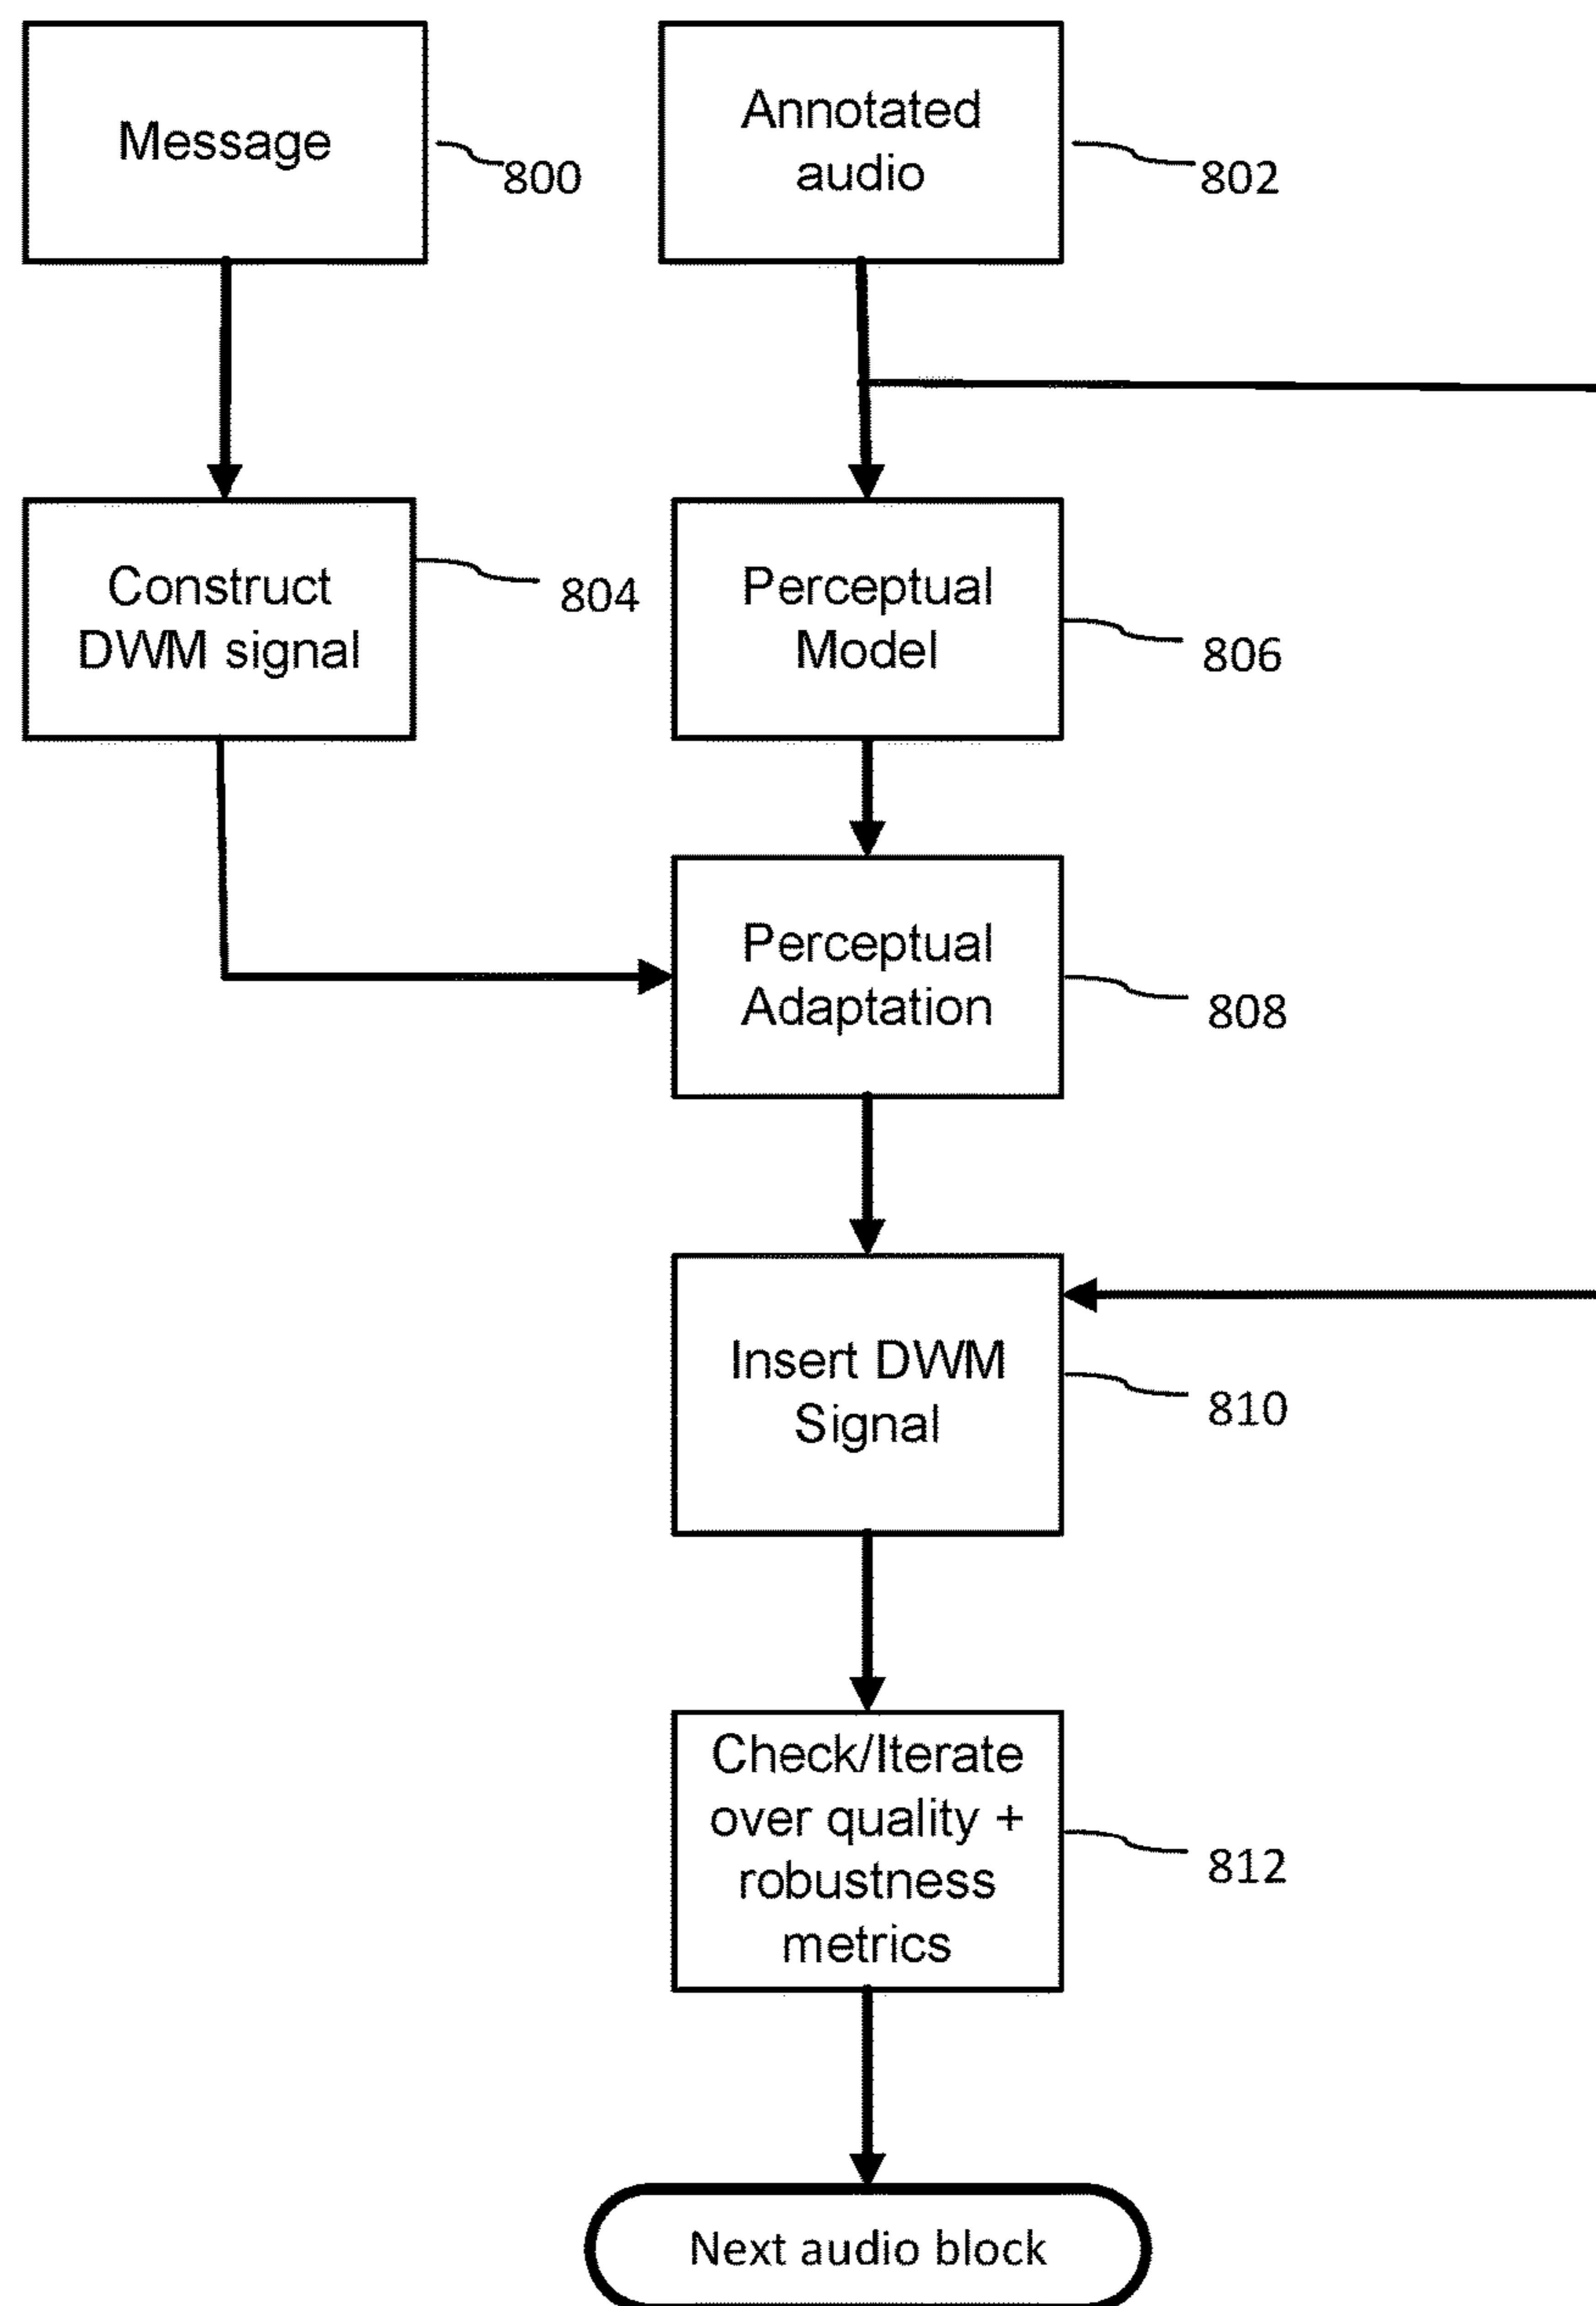 Message
800
Annotated
audio
802
Construct
DWM signal
804
Perceptual
Model
806
Perceptual
Adaptation
808
Insert DWM
Signal
810
Check/Iterate
over quality +
robustness
metrics
812
Next audio block